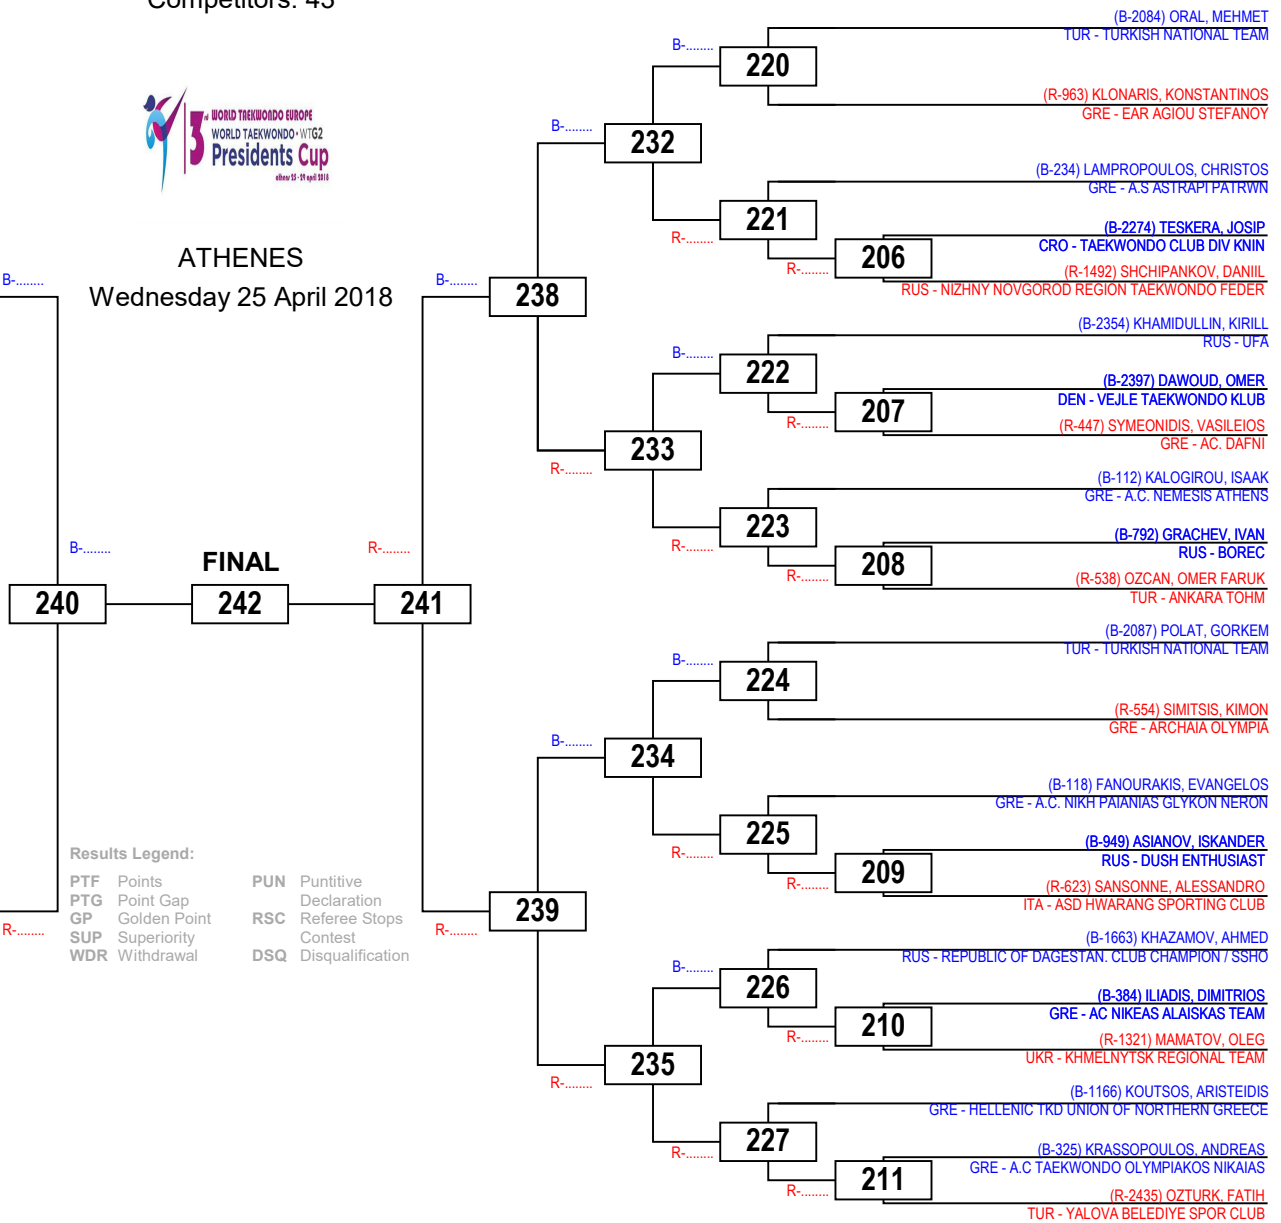 Competitors: 43
3rd WORLD TAEKWONDO EUROPE
WORLD TAEKWONDO • WTG2
Presidents Cup
athens 25 - 29 april 2018
ATHENES
Wednesday 25 April 2018
B-........
R-........
B-........
240
FINAL
242
R-........
241
B-........
R-........
238
239
B-........
232
R-........
233
B-........
234
R-........
235
B-........
220
R-........
221
B-........
222
R-........
223
B-........
224
R-........
225
B-........
226
R-........
227
R-........
206
R-........
207
R-........
208
R-........
209
R-........
210
R-........
211
(B-2084) ORAL, MEHMET
TUR - TURKISH NATIONAL TEAM
(R-963) KLONARIS, KONSTANTINOS
GRE - EAR AGIOU STEFANOY
(B-234) LAMPROPOULOS, CHRISTOS
GRE - A.S ASTRAPI PATRWN
(B-2274) TESKERA, JOSIP
CRO - TAEKWONDO CLUB DIV KNIN
(R-1492) SHCHIPANKOV, DANIIL
RUS - NIZHNY NOVGOROD REGION TAEKWONDO FEDER
(B-2354) KHAMIDULLIN, KIRILL
RUS - UFA
(B-2397) DAWOUD, OMER
DEN - VEJLE TAEKWONDO KLUB
(R-447) SYMEONIDIS, VASILEIOS
GRE - AC. DAFNI
(B-112) KALOGIROU, ISAAK
GRE - A.C. NEMESIS ATHENS
(B-792) GRACHEV, IVAN
RUS - BOREC
(R-538) OZCAN, OMER FARUK
TUR - ANKARA TOHM
(B-2087) POLAT, GORKEM
TUR - TURKISH NATIONAL TEAM
(R-554) SIMITSIS, KIMON
GRE - ARCHAIA OLYMPIA
(B-118) FANOURAKIS, EVANGELOS
GRE - A.C. NIKH PAIANIAS GLYKON NERON
(B-949) ASIANOV, ISKANDER
RUS - DUSH ENTHUSIAST
(R-623) SANSONNE, ALESSANDRO
ITA - ASD HWARANG SPORTING CLUB
(B-1663) KHAZAMOV, AHMED
RUS - REPUBLIC OF DAGESTAN. CLUB CHAMPION / SSHO
(B-384) ILIADIS, DIMITRIOS
GRE - AC NIKEAS ALAISKAS TEAM
(R-1321) MAMATOV, OLEG
UKR - KHMELNYTSK REGIONAL TEAM
(B-1166) KOUTSOS, ARISTEIDIS
GRE - HELLENIC TKD UNION OF NORTHERN GREECE
(B-325) KRASSOPOULOS, ANDREAS
GRE - A.C TAEKWONDO OLYMPIAKOS NIKAIAS
(R-2435) OZTURK, FATIH
TUR - YALOVA BELEDIYE SPOR CLUB
Results Legend:
PTF Points
PTG Point Gap
GP Golden Point
SUP Superiority
WDR Withdrawal
PUN Puntitive
Declaration
RSC Referee Stops
Contest
DSQ Disqualification